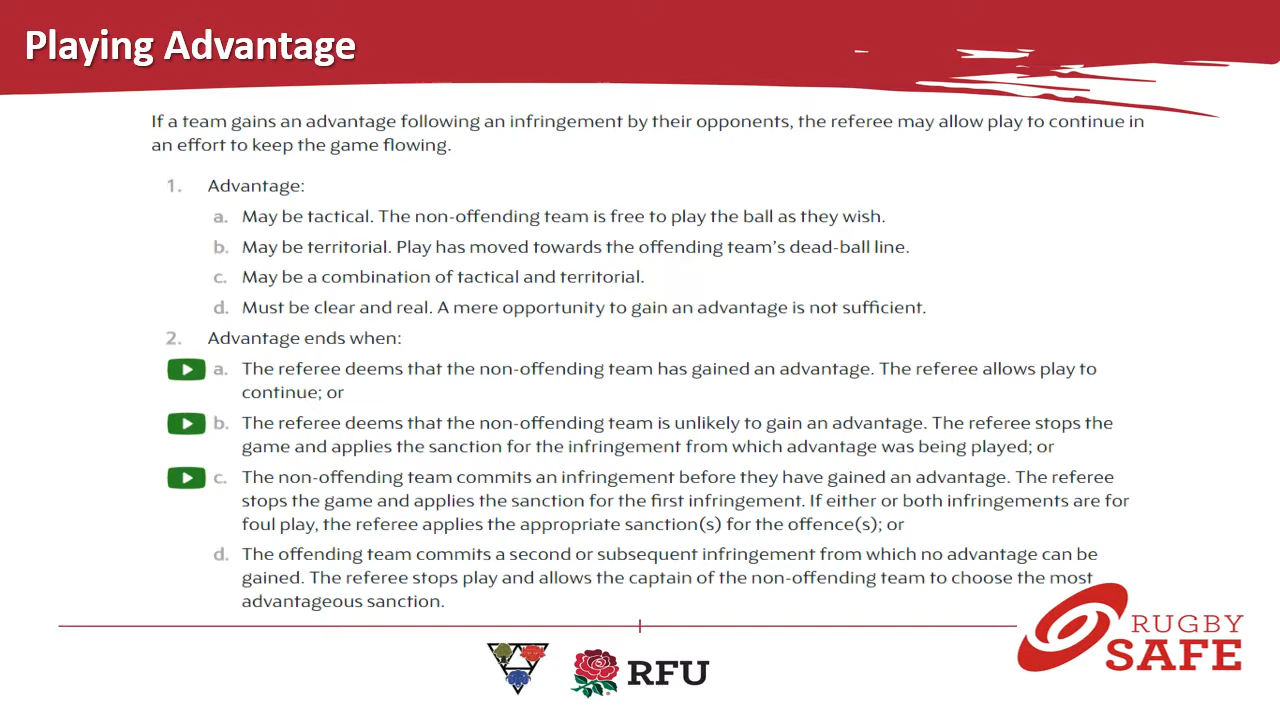 Playing Advantage
If a team gains an advantage following an infringement by their opponents, the referee may allow play to continue in
an effort to keep the game flowing.
1. Advantage:
a. May be tactical. The non-offending team is free to play the ball as they wish.
b. May be territorial. Play has moved towards the offending team's dead-ball line.
c. May be a combination of tactical and territorial.
d. Must be clear and real. A mere opportunity to gain an advantage is not sufficient.
2. Advantage ends when:
a. The referee deems that the non-offending team has gained an advantage. The referee allows play to
continue; or
b. The referee deems that the non-offending team is unlikely to gain an advantage. The referee stops the
game and applies the sanction for the infringement from which advantage was being played; or
c. The non-offending team commits an infringement before they have gained an advantage. The referee
stops the game and applies the sanction for the first infringement. If either or both infringements are for
foul play, the referee applies the appropriate sanction(s) for the offence(s); or
d. The offending team commits a second or subsequent infringement from which no advantage can be
gained. The referee stops play and allows the captain of the non-offending team to choose the most
advantageous sanction.
RFU
RUGBY
SAFE